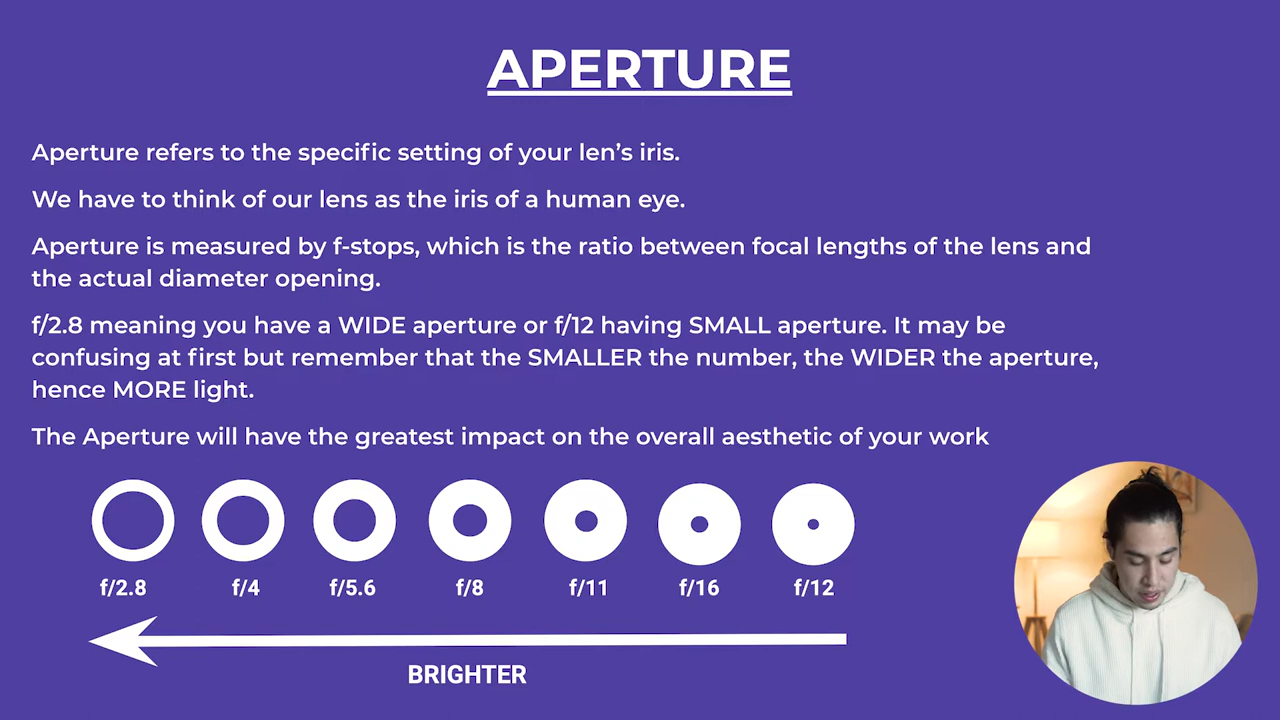 APERTURE
Aperture refers to the specific setting of your len’s iris.
We have to think of our lens as the iris of a human eye.
Aperture is measured by f-stops, which is the ratio between focal lengths of the lens and
the actual diameter opening.
f/2.8 meaning you have a WIDE aperture or f/12 having SMALL aperture. It may be
confusing at first but remember that the SMALLER the number, the WIDER the aperture,
hence MORE light.
The Aperture will have the greatest impact on the overall aesthetic of your work
f/2.8 f/4 f/5.6 f/8 f/11 f/16 f/12
BRIGHTER